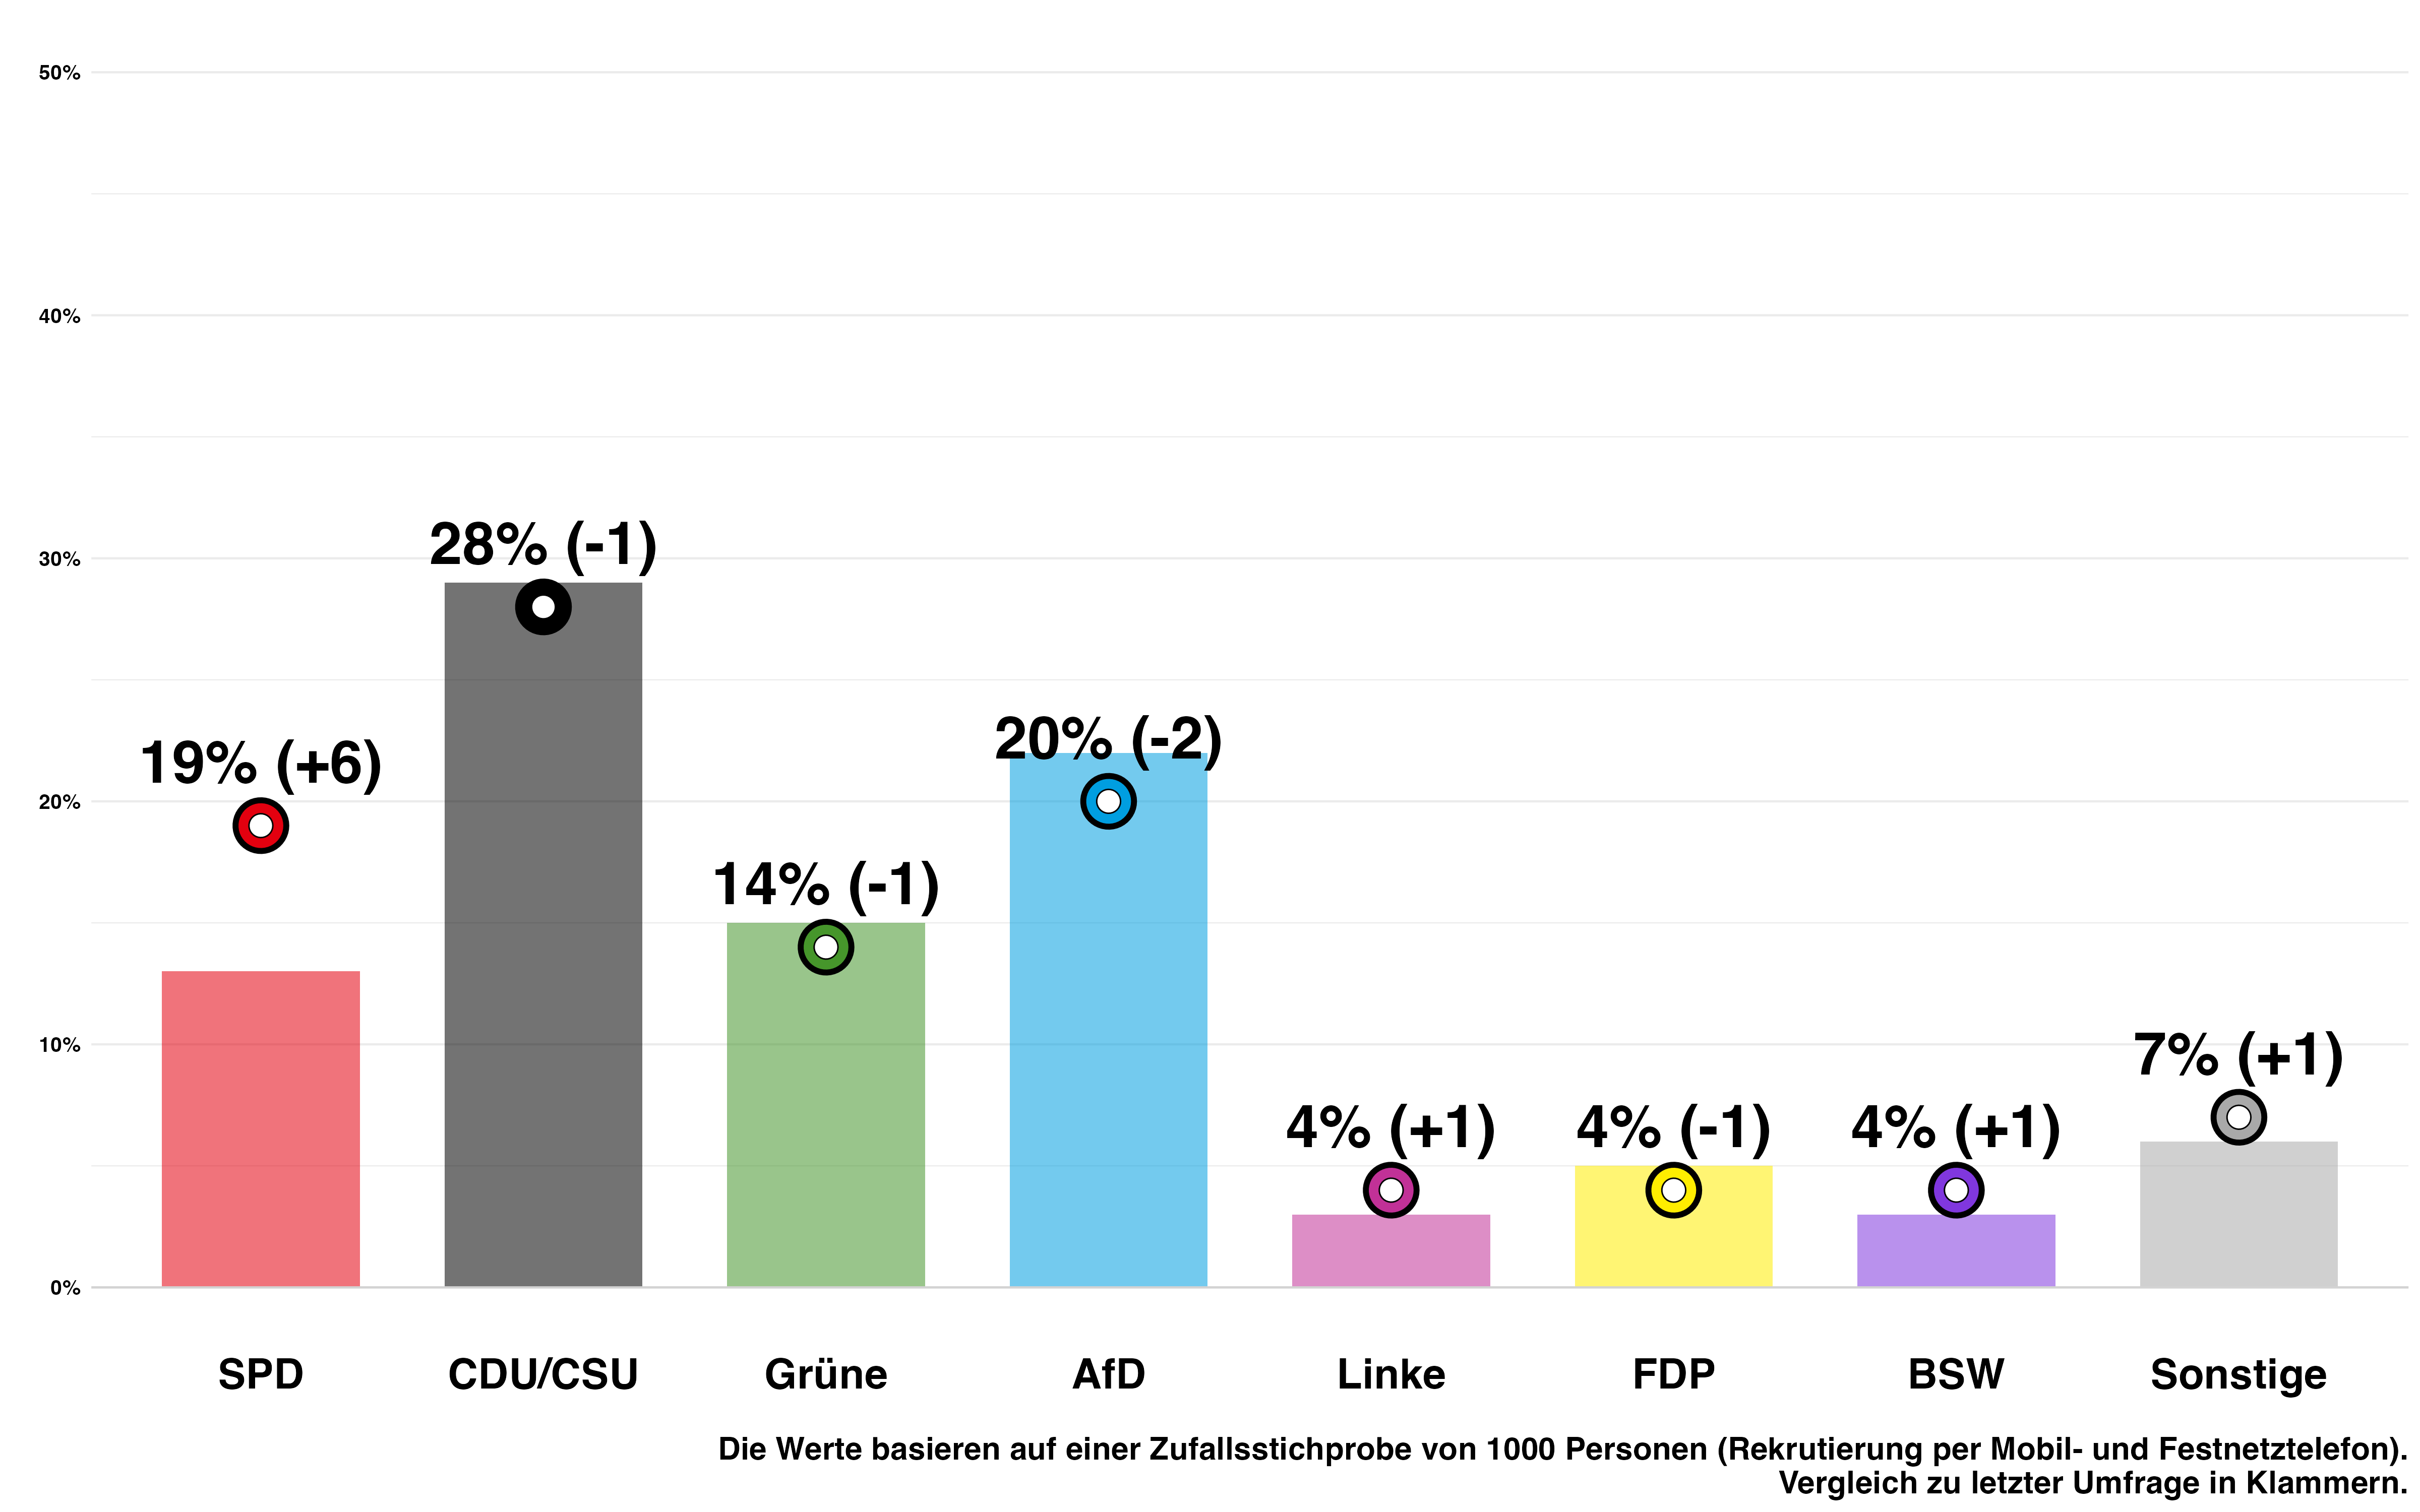 50%
40%
30%
20%
10%
0%
19% (+6)
28% (-1)
14% (-1)
20% (-2)
4% (+1)
4% (-1)
4% (+1)
7% (+1)
SPD
CDU/CSU
Grüne
AfD
Linke
FDP
BSW
Sonstige
Die Werte basieren auf einer Zufallsstichprobe von 1000 Personen (Rekrutierung per Mobil- und Festnetztelefon).
Vergleich zu letzter Umfrage in Klammern.